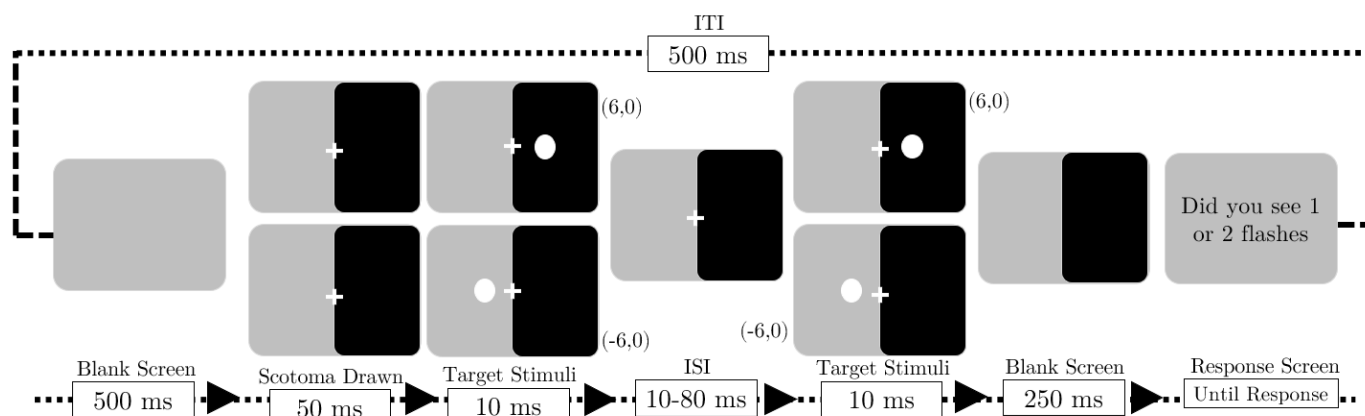 ITI
500 ms
(6,0)
(6,0)
Did you see 1
or 2 flashes
(-6,0)
(-6,0)
Blank Screen
500 ms
Scotoma Drawn
50 ms
Target Stimuli
10 ms
ISI
10-80 ms
Target Stimuli
10 ms
Blank Screen
250 ms
Response Screen
Until Response